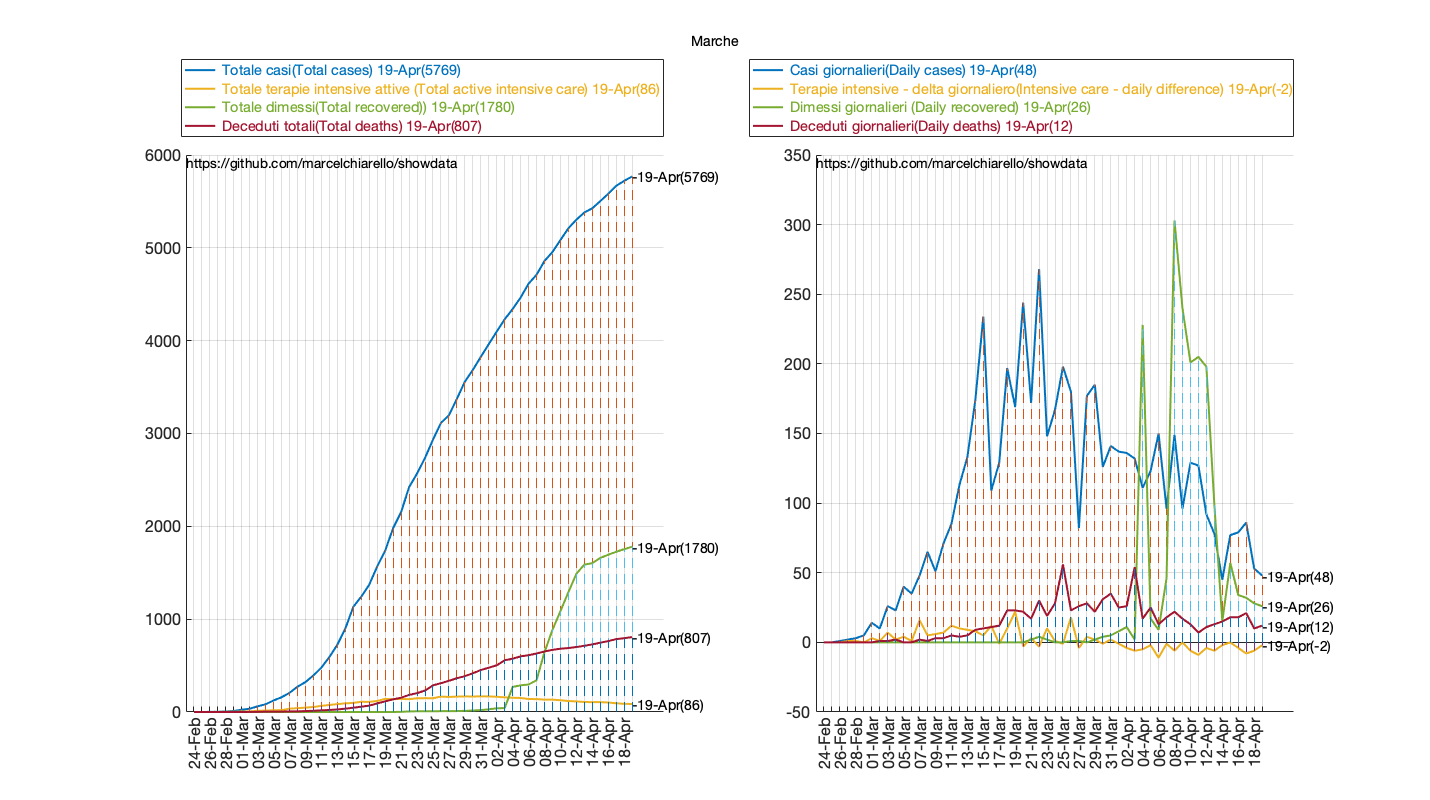 Marche
Totale casi(Total cases) 19-Apr(5769)
Totale terapie intensive attive (Total active intensive care) 19-Apr(86)
Totale dimessi(Total recovered)) 19-Apr(1780)
Deceduti totali(Total deaths) 19-Apr(807)
https://github.com/marcelchiarello/showdata
6000
5000
4000
3000
2000
1000
0
19-Apr(5769)
19-Apr(1780)
19-Apr(807)
19-Apr(86)
24-Feb
26-Feb
28-Feb
01-Mar
03-Mar
05-Mar
07-Mar
09-Mar
11-Mar
13-Mar
15-Mar
17-Mar
19-Mar
21-Mar
23-Mar
25-Mar
27-Mar
29-Mar
31-Mar
02-Apr
04-Apr
06-Apr
08-Apr
10-Apr
12-Apr
14-Apr
16-Apr
18-Apr
Casi giornalieri(Daily cases) 19-Apr(48)
Terapie intensive - delta giornaliero(Intensive care - daily difference) 19-Apr(-2)
Dimessi giornalieri (Daily recovered) 19-Apr(26)
Deceduti giornalieri(Daily deaths) 19-Apr(12)
https://github.com/marcelchiarello/showdata
350
300
250
200
150
100
50
0
-50
19-Apr(48)
19-Apr(26)
19-Apr(12)
19-Apr(-2)
24-Feb
26-Feb
28-Feb
01-Mar
03-Mar
05-Mar
07-Mar
09-Mar
11-Mar
13-Mar
15-Mar
17-Mar
19-Mar
21-Mar
23-Mar
25-Mar
27-Mar
29-Mar
31-Mar
02-Apr
04-Apr
06-Apr
08-Apr
10-Apr
12-Apr
14-Apr
16-Apr
18-Apr